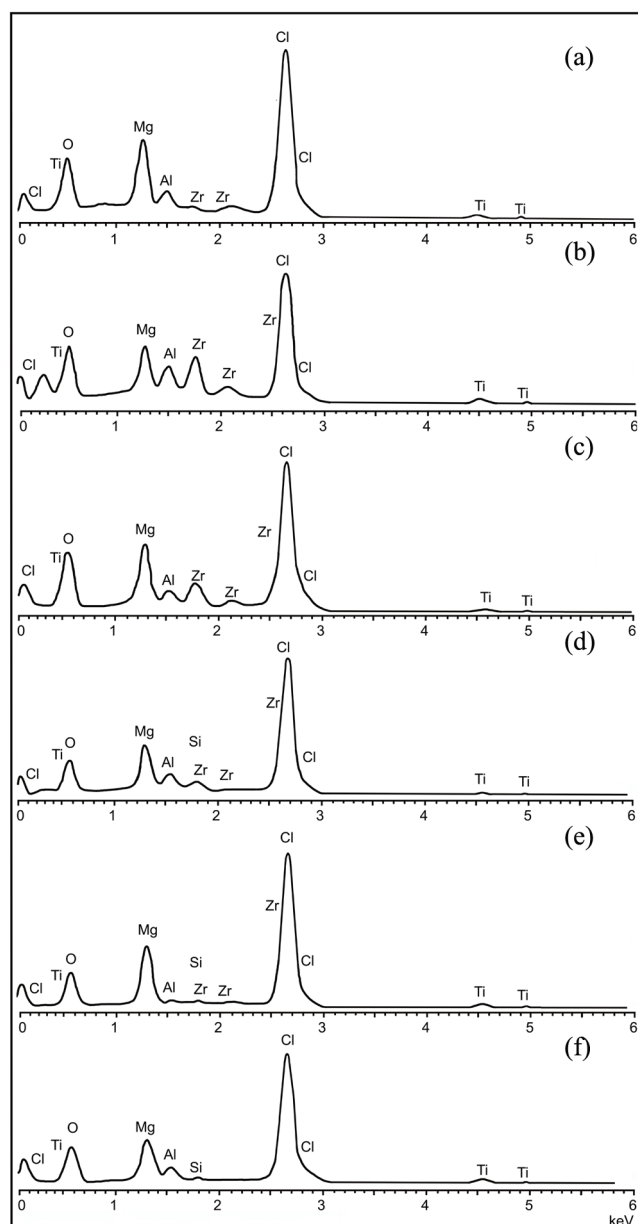 Cl
(a)
Mg
O
Ti
Cl
Al
Zr Zr
Cl
Ti Ti
0 1 2 3 4 5 6
(b)
Cl
Zr
O
Mg
Zr
Ti
Al
Cl
Zr
Cl
Ti Ti
0 1 2 3 4 5 6
(c)
Cl
Zr
O
Mg
Ti
Cl
Al
Zr
Zr
Cl
Ti Ti
0 1 2 3 4 5 6
(d)
Cl
Zr
O
Mg
Si
Ti
Cl
Al
Zr Zr
Cl
Ti Ti
0 1 2 3 4 5 6
(e)
Cl
Zr
Mg
O
Ti
Si
Cl
Al Zr Zr
Cl
Ti Ti
0 1 2 3 4 5 6
(f)
Cl
O
Mg
Ti
Cl
Al
Si
Cl
Ti Ti
0 1 2 3 4 5 6
keV